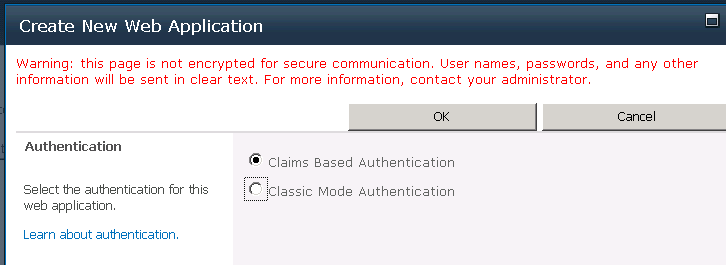 Create New Web Application
Warning: this page is not encrypted for secure communication. User names, passwords, and any other
information will be sent in clear text. For more information, contact your administrator.
OK
Cancel
Authentication
Select the authentication for this
web application.
Learn about authentication.
Claims Based Authentication
Classic Mode Authentication